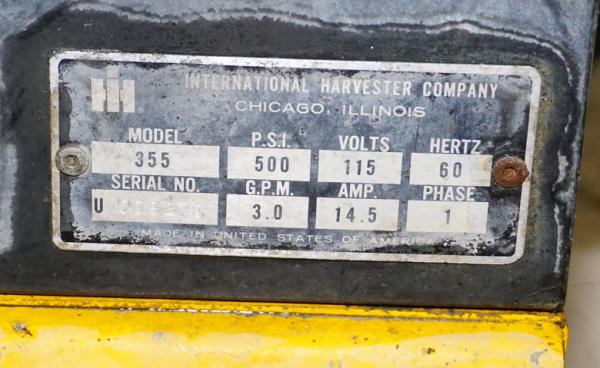 IH
INTERNATIONAL HARVESTER COMPANY
CHICAGO, ILLINOIS
MODEL P.S.I. VOLTS HERTZ
355 500 115 60
SERIAL NO. G.P.M. AMP. PHASE
U 3.0 14.5 1
MADE IN UNITED STATES OF AMERICA